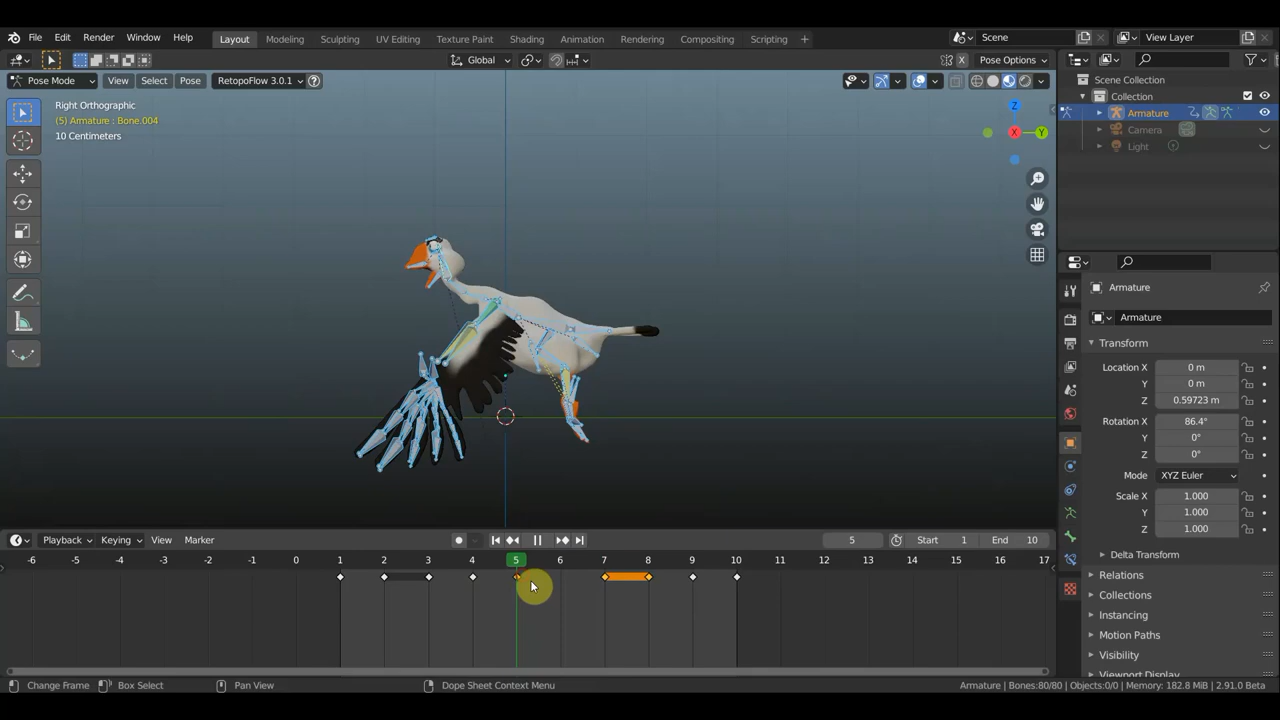 File Edit Render Window Help Layout Modeling Sculpting UV Editing Texture Paint Shading Animation Rendering Compositing Scripting + Scene View Layer
Global Pose Options
Pose Mode View Select Pose RetopoFlow 3.0.1
Right Orthographic
(5) Armature : Bone.004
10 Centimeters
Z
X
Y
Scene Collection
Collection
Armature
Camera
Light
Armature
Armature
Transform
Location X 0 m
Y 0 m
Z 0.59723 m
Rotation X 86.4°
Y 0°
Z 0°
Mode XYZ Euler
Scale X 1.000
Y 1.000
Z 1.000
Delta Transform
Relations
Collections
Instancing
Motion Paths
Visibility
Viewport Display
Playback Keying View Marker 5 Start 1 End 10
-6 -5 -4 -3 -2 -1 0 1 2 3 4 5 6 7 8 9 10 11 12 13 14 15 16 17
Change Frame Box Select Pan View Dope Sheet Context Menu Armature | Bones:80/80 | Objects:0/0 | Memory: 182.8 MiB | 2.91.0 Beta